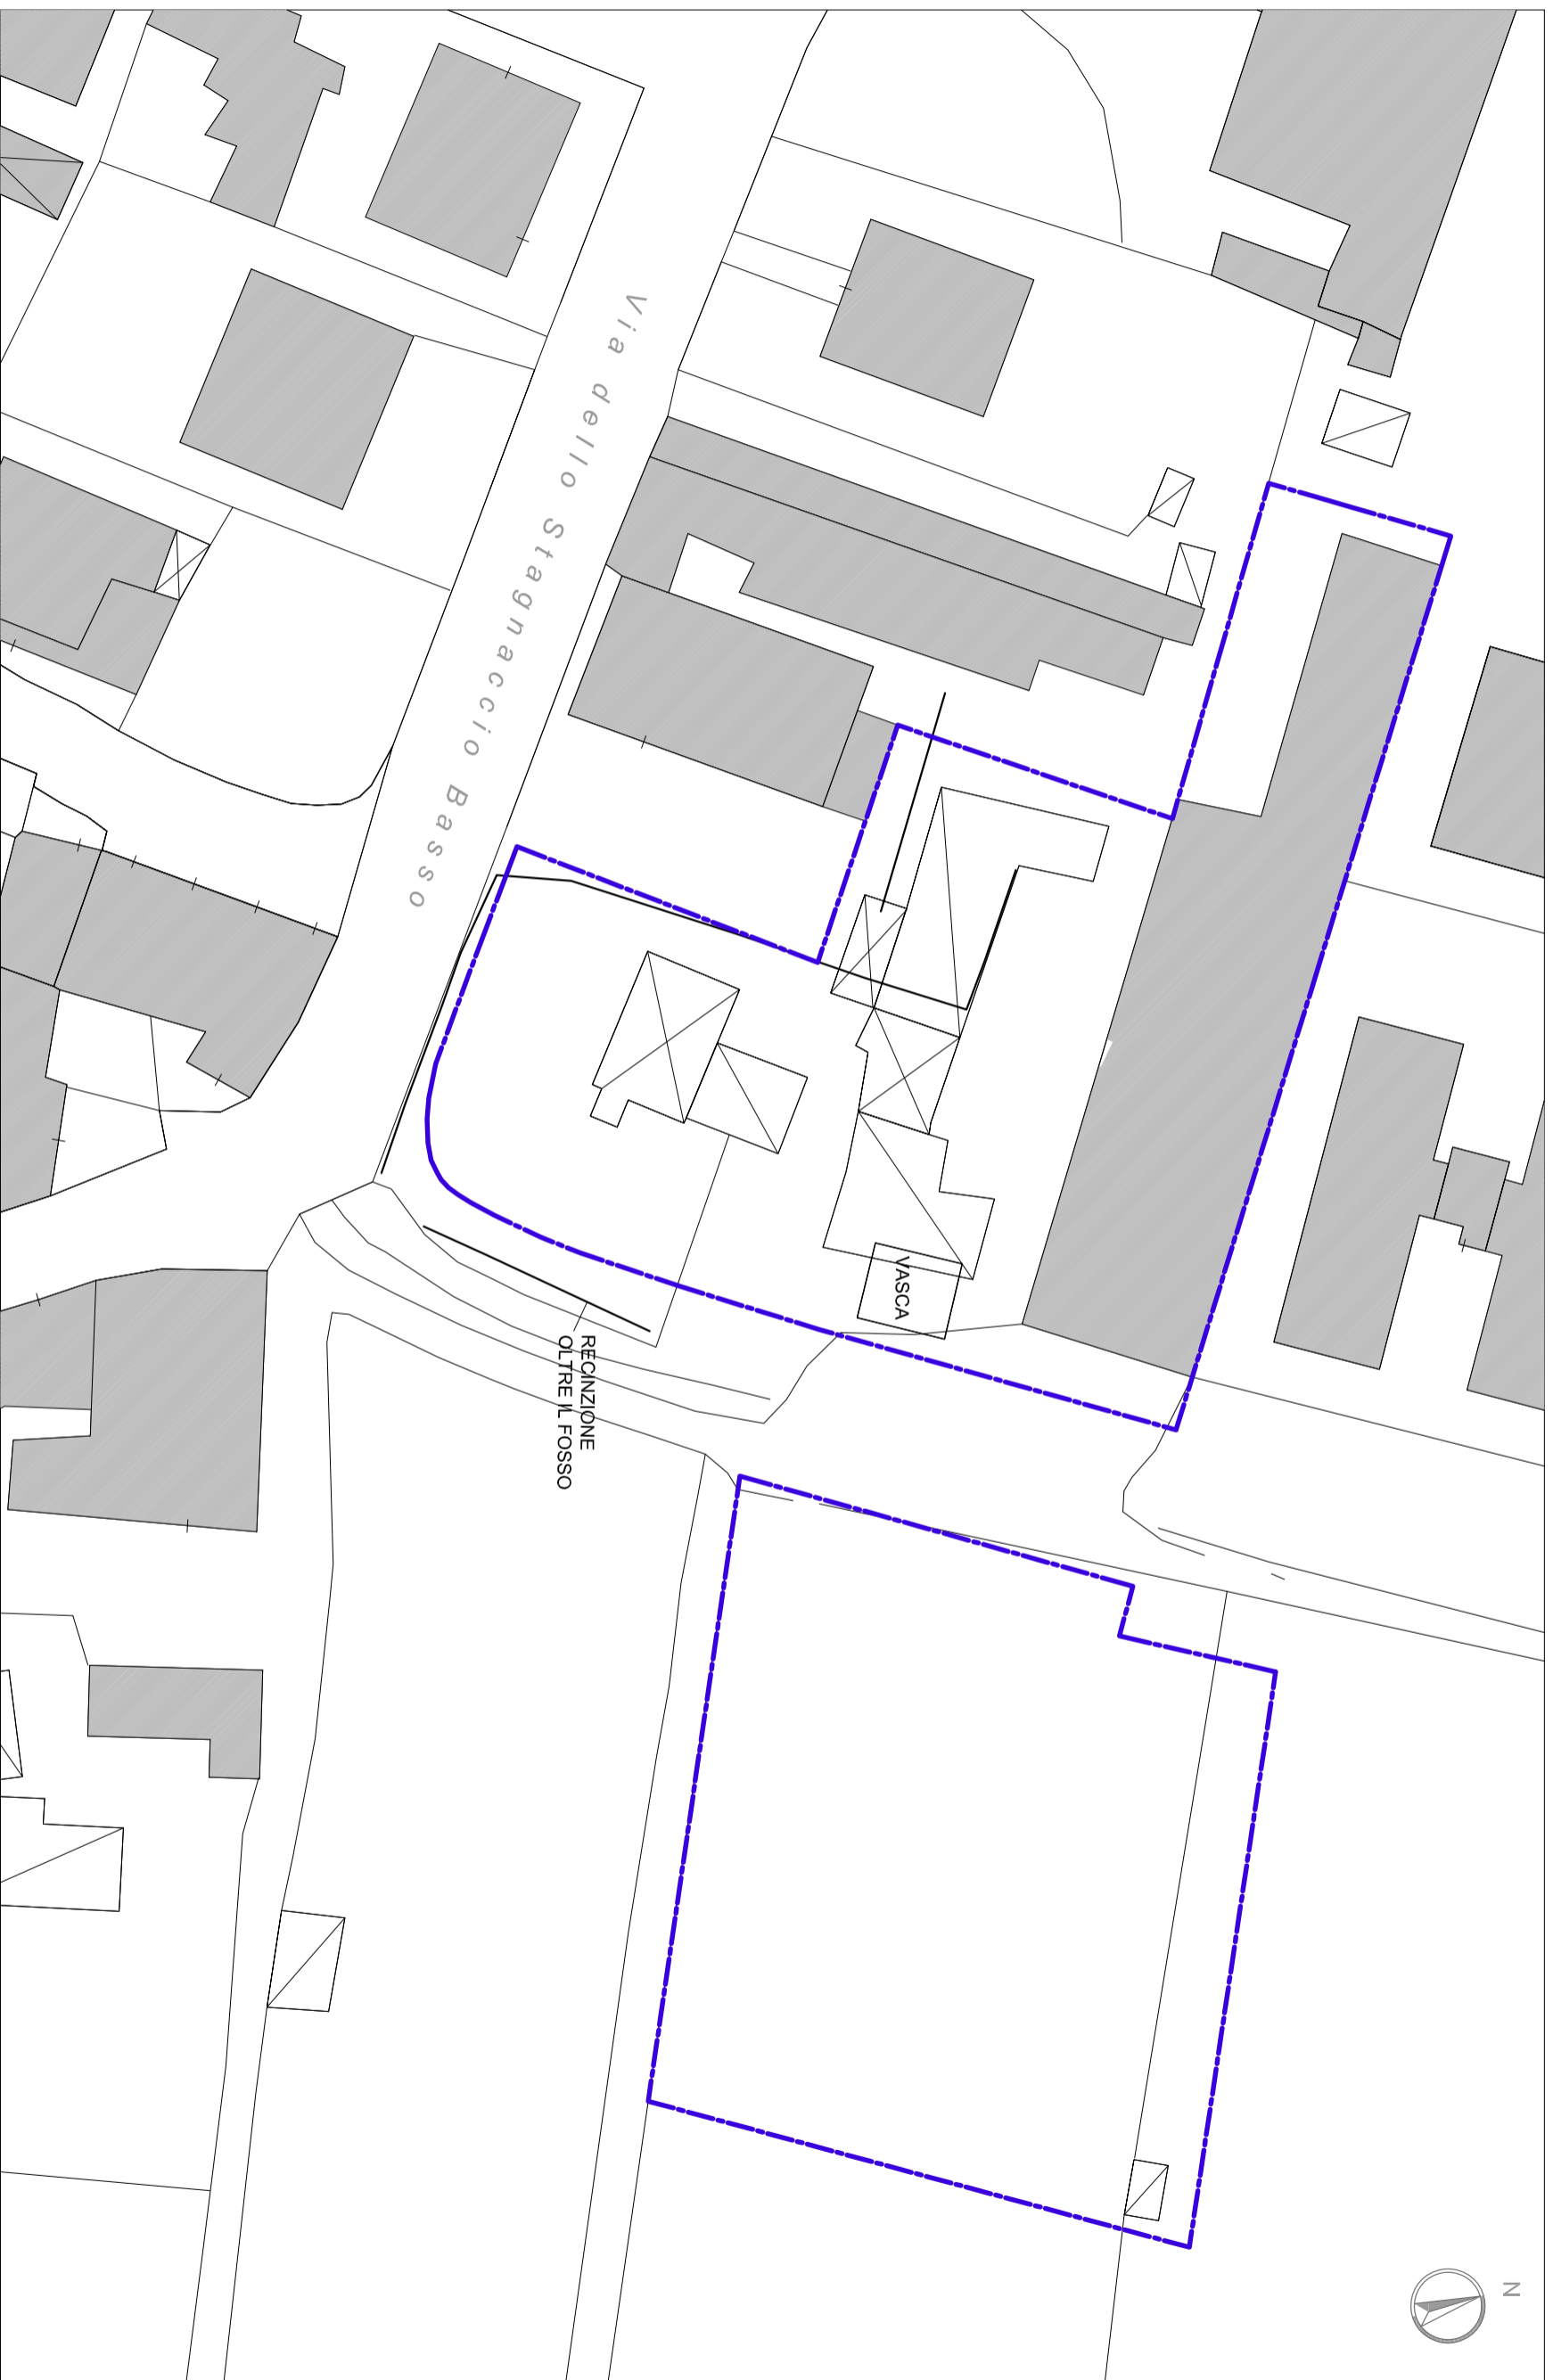 Via dello Stagnaccio Basso
VASCA
RECINZIONE
OLTRE IL FOSSO
N